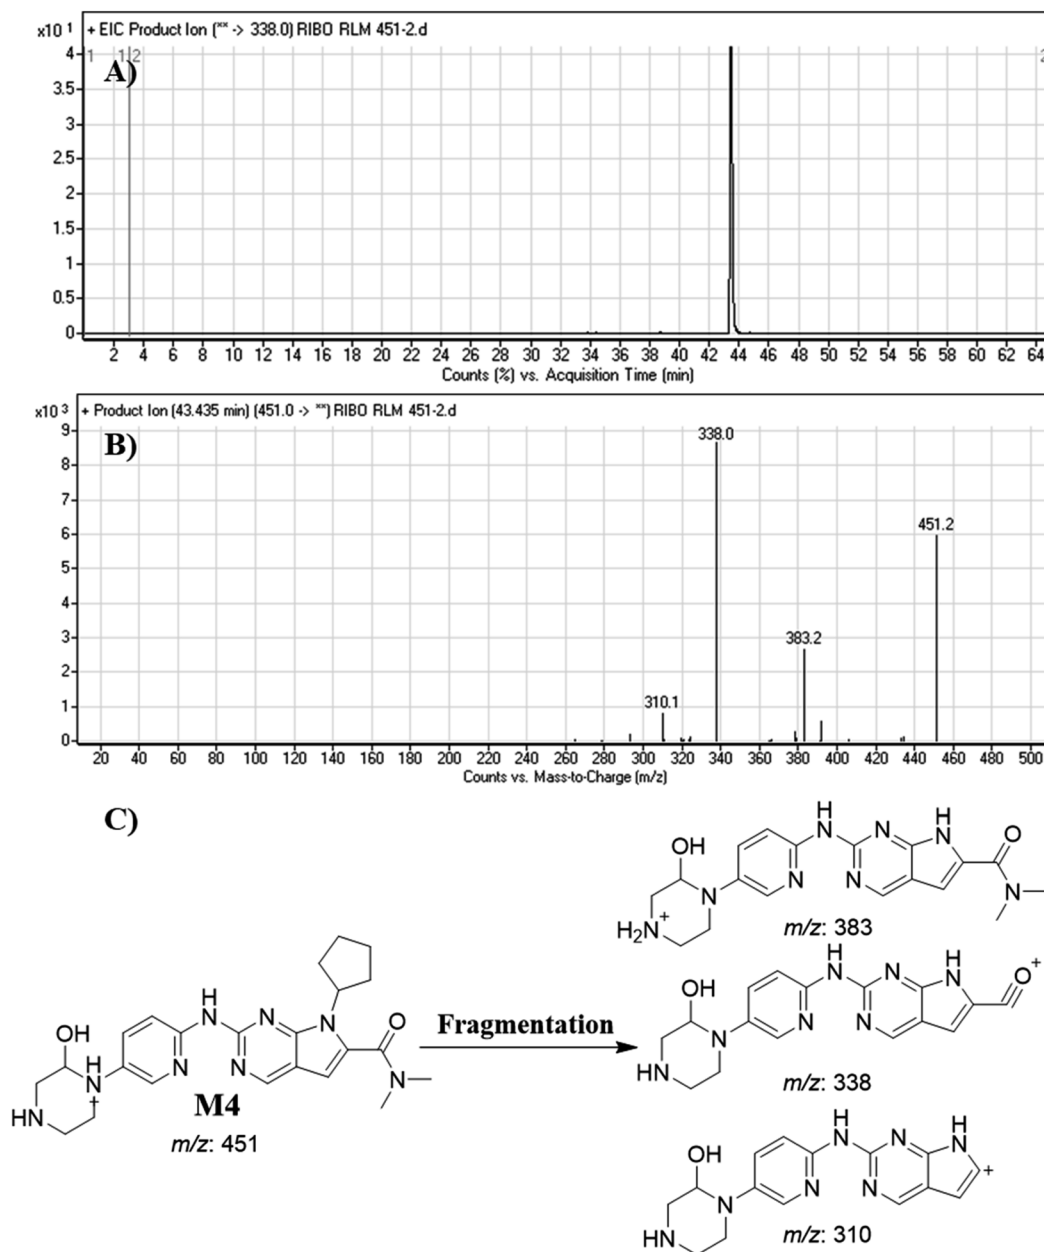 + EIC Product Ion (** -> 338.0) RIBO RLM 451-2.d
x10 1
A)
1 1 2 2
4
3.5
3
2.5
2
1.5
1
0.5
0
2 4 6 8 10 12 14 16 18 20 22 24 26 28 30 32 34 36 38 40 42 44 46 48 50 52 54 56 58 60 62 64
Counts (%) vs. Acquisition Time (min)
+ Product Ion (43.435 min) (451.0 -> **) RIBO RLM 451-2.d
x10 3
B)
9
8
7
6
5
4
3
2
1
0
338.0
451.2
383.2
310.1
20 40 60 80 100 120 140 160 180 200 220 240 260 280 300 320 340 360 380 400 420 440 460 480 500
Counts vs. Mass-to-Charge (m/z)
C)
OH H N N H N O
N N N N
H2N +
m/z: 383
OH H N N H N O +
N N N
HN
m/z: 338
OH H N N N O
H N + N N N
HN
M4
m/z: 451
Fragmentation
OH H N N H N +
N N N
HN
m/z: 310